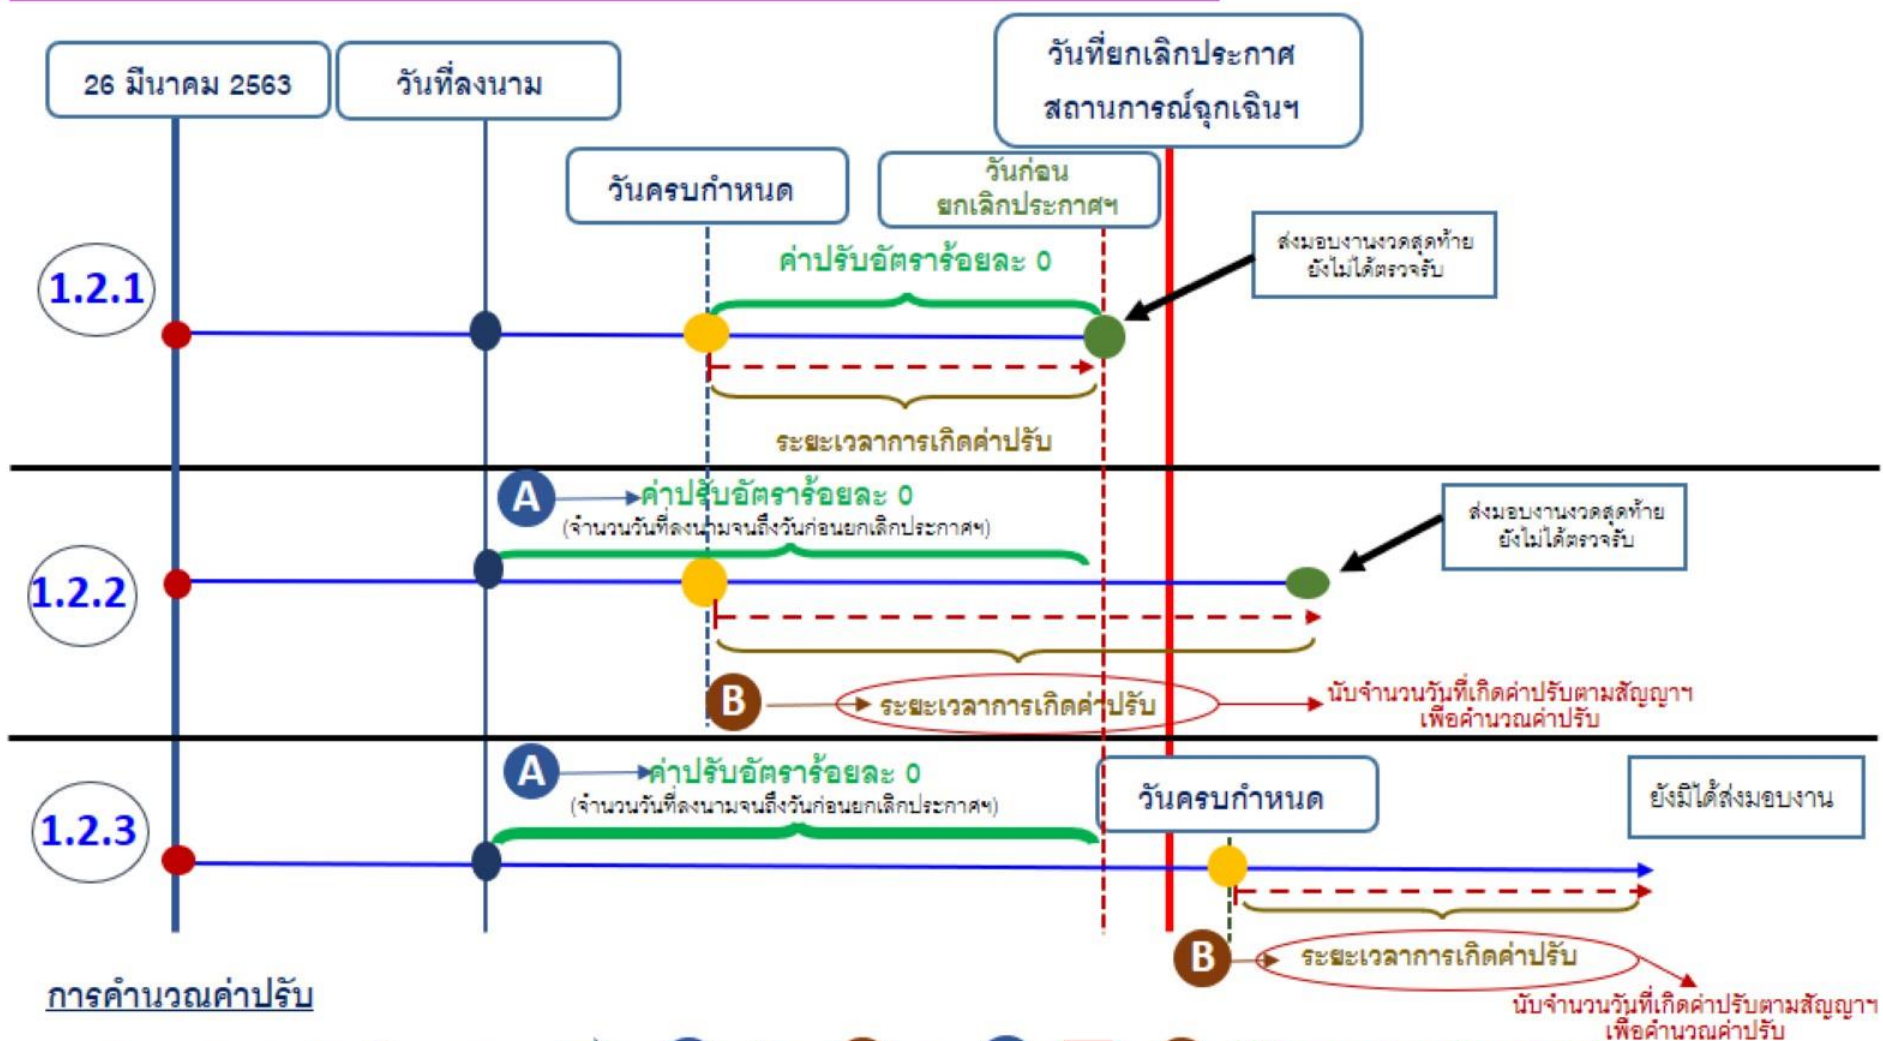 26 มีนาคม 2563
วันที่ลงนาม
วันที่ยกเลิกประกาศ
สถานการณ์ฉุกเฉินฯ
วันครบกำหนด
วันก่อน
ยกเลิกประกาศฯ
1.2.1
ค่าปรับอัตราร้อยละ 0
ส่งมอบงานงวดสุดท้าย
ยังไม่ได้ตรวจรับ
ระยะเวลาการเกิดค่าปรับ
A
ค่าปรับอัตราร้อยละ 0
(จำนวนวันที่ลงนามจนถึงวันก่อนยกเลิกประกาศฯ)
ส่งมอบงานงวดสุดท้าย
ยังไม่ได้ตรวจรับ
1.2.2
B
ระยะเวลาการเกิดค่าปรับ
นับจำนวนวันที่เกิดค่าปรับตามสัญญาฯ
เพื่อคำนวณค่าปรับ
A
ค่าปรับอัตราร้อยละ 0
(จำนวนวันที่ลงนามจนถึงวันก่อนยกเลิกประกาศฯ)
วันครบกำหนด
ยังมิได้ส่งมอบงาน
1.2.3
B
ระยะเวลาการเกิดค่าปรับ
การคำนวณค่าปรับ
นับจำนวนวันที่เกิดค่าปรับตามสัญญาฯ
เพื่อคำนวณค่าปรับ